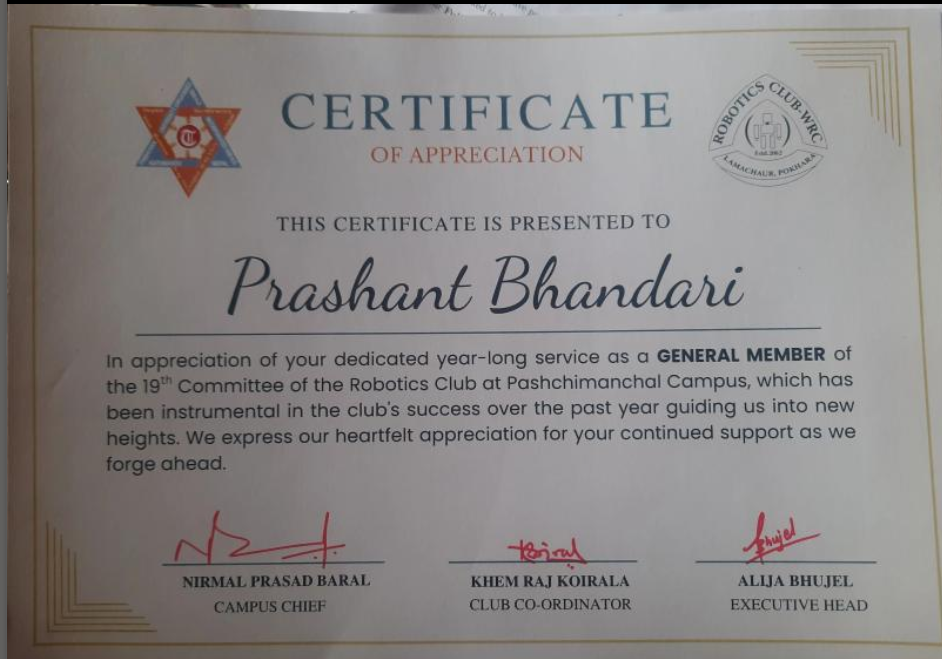 CERTIFICATE
OF APPRECIATION
ROBOTICS CLUB-WRC
Estd. 2062
LAMACHAUR, POKHARA
THIS CERTIFICATE IS PRESENTED TO
Prashant Bhandari
In appreciation of your dedicated year-long service as a GENERAL MEMBER of
the 19th Committee of the Robotics Club at Pashchimanchal Campus, which has
been instrumental in the club's success over the past year guiding us into new
heights. We express our heartfelt appreciation for your continued support as we
forge ahead.
Koirala
Bhujel
NIRMAL PRASAD BARAL
KHEM RAJ KOIRALA
ALIJA BHUJEL
CAMPUS CHIEF
CLUB CO-ORDINATOR
EXECUTIVE HEAD